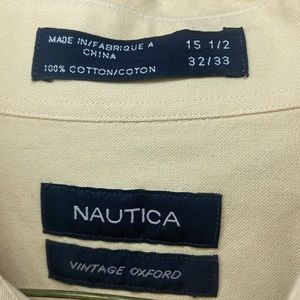 MADE IN/FABRIQUE A
CHINA
100% COTTON/COTON
15 1/2
32/33
NAUTICA
VINTAGE OXFORD